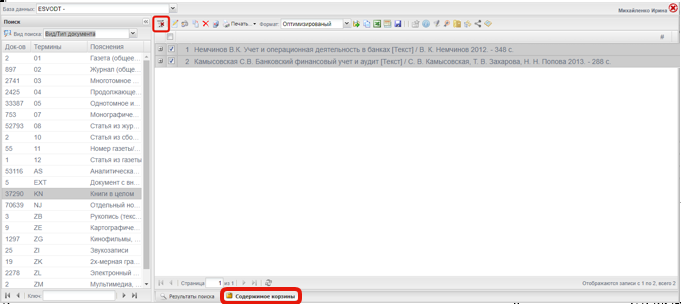 База данных: ESVODT -
Михайленко Ирина
Поиск
Печать... Формат: Оптимизированый
Вид поиска: Вид/Тип документа
#
Док-ов Термины Пояснения
1 Немчинов В.К. Учет и операционная деятельность в банках [Текст] / В. К. Немчинов 2012. - 348 с.
2 Камысовская С.В. Банковский финансовый учет и аудит [Текст] / С. В. Камысовская, Т. В. Захарова, Н. Н. Попова 2013. - 288 с.
2 01 Газета (общее...
897 02 Журнал (общее...
2741 03 Многотомное ...
2425 04 Продолжающе...
33387 05 Однотомное и...
753 07 Монографиче...
52793 08 Статья из жур...
2 10 Статья из сбо...
55 11 Номер газеты/...
1 12 Статья из газеты
53116 AS Аналитическа...
5 EXT Документ с вн...
37290 KN Книги в целом
70639 NJ Отдельный но...
3 ZB Рукопись (текс...
9 ZE Картографиче...
1297 ZG Кинофильмы, ...
25 ZI Звукозаписи
19 ZK 2х-мерная гра...
2278 ZL Электронный ...
2 ZM Мультимедиа, ...
Страница 1 из 1
Отображаются записи с 1 по 2, всего 2
Ключ:
Результаты поиска Содержимое корзины